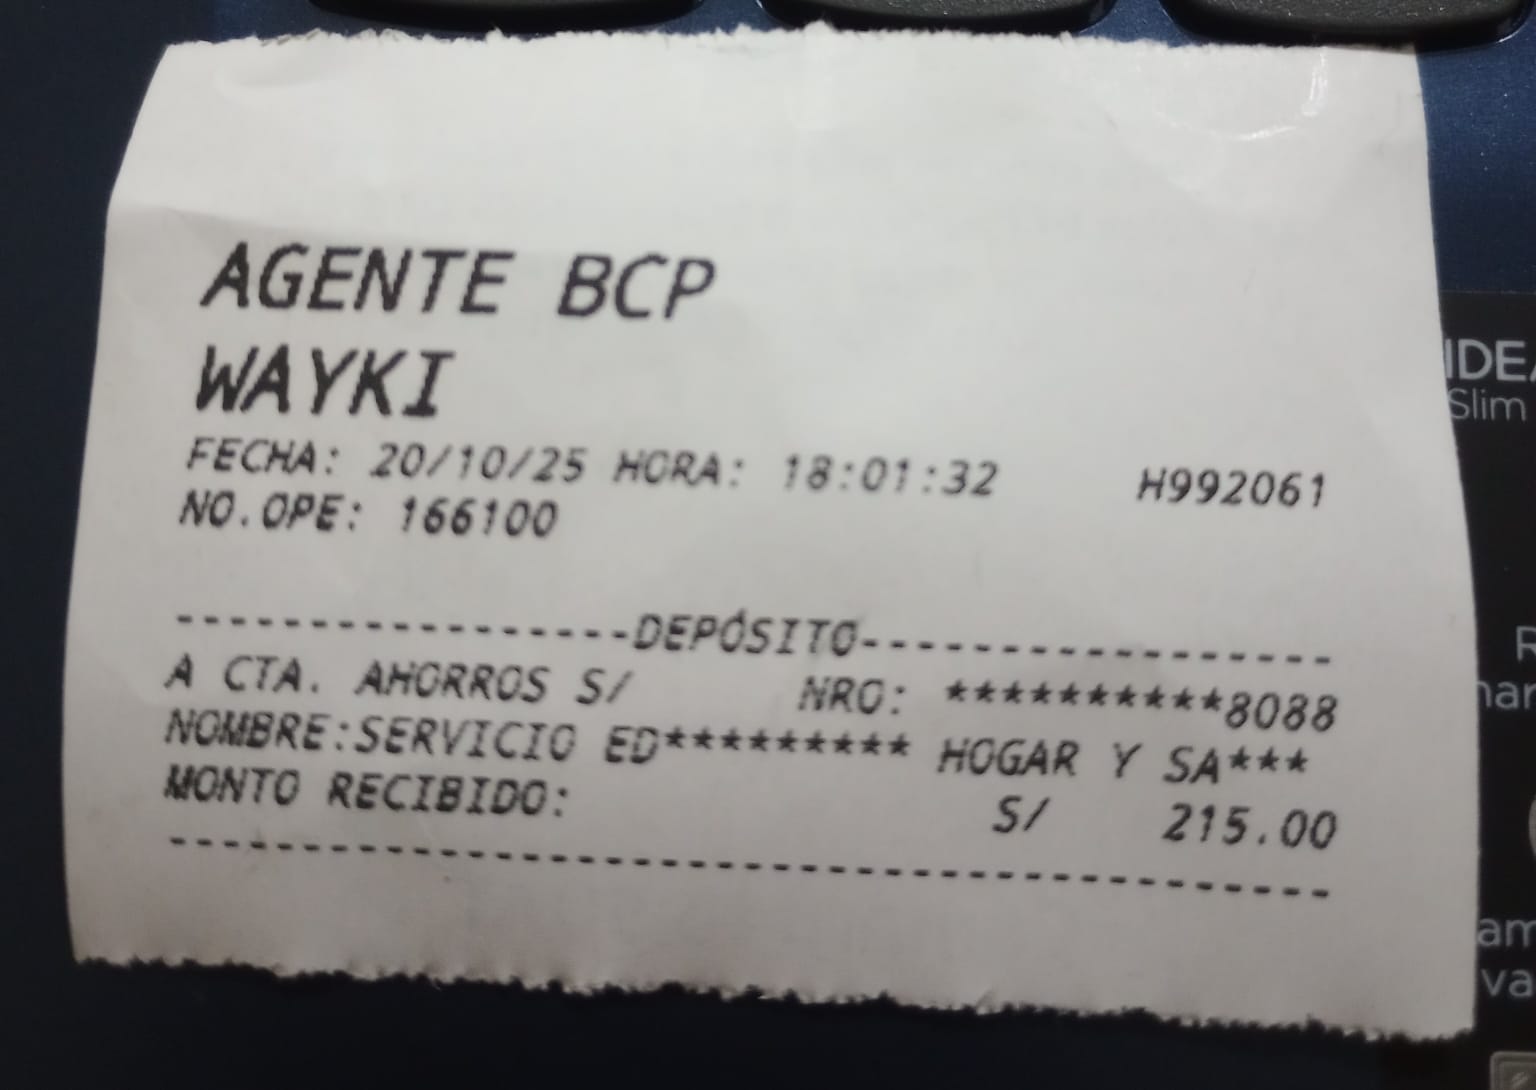 AGENTE BCP
WAYKI
FECHA: 20/10/25 HORA: 18:01:32 H992061
NO.OPE: 166100
------------------DEPÓSITO------------------
A CTA. AHORROS S/ NRO: **********8088
NOMBRE:SERVICIO ED********* HOGAR Y SA***
MONTO RECIBIDO: S/ 215.00
--------------------------------------------
IDEA
Slim